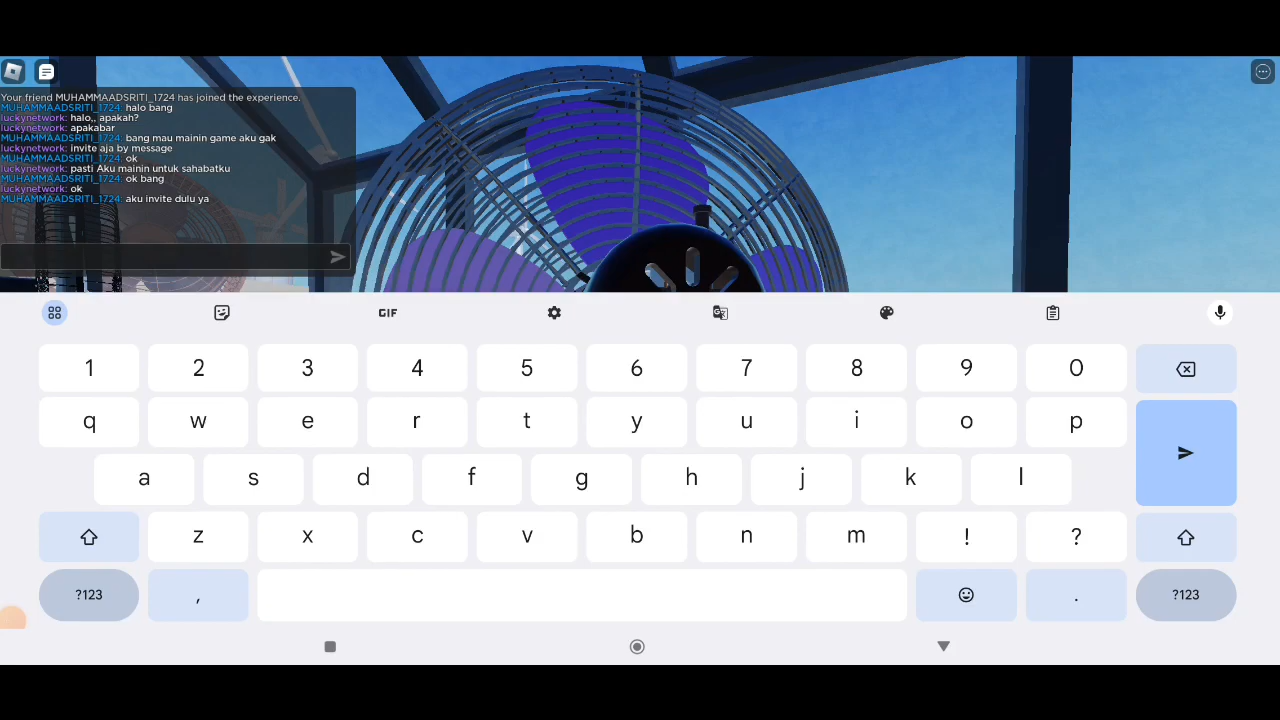 Your friend MUHAMMAADSRITI_1724 has joined the experience.
MUHAMMAADSRITI_1724: halo bang
luckynetwork: halo,, apakah?
luckynetwork: apakabar
MUHAMMAADSRITI_1724: bang mau mainin game aku gak
luckynetwork: invite aja by message
MUHAMMAADSRITI_1724: ok
luckynetwork: pasti Aku mainin untuk sahabatku
MUHAMMAADSRITI_1724: ok bang
luckynetwork: ok
MUHAMMAADSRITI_1724: aku invite dulu ya
GIF
1 2 3 4 5 6 7 8 9 0
q w e r t y u i o p
a s d f g h j k l
z x c v b n m ! ?
?123 , . ?123